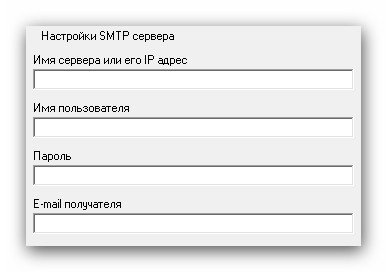 Настройки SMTP сервера
Имя сервера или его IP адрес
Имя пользователя
Пароль
E-mail получателя